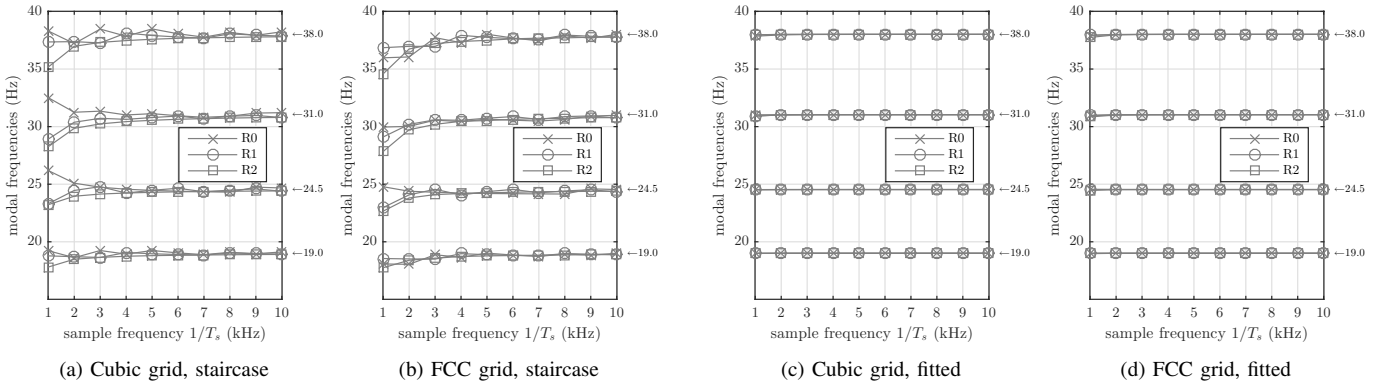 40
35
30
25
20
modal frequencies (Hz)
←38.0
←31.0
←24.5
←19.0
R0
R1
R2
1 2 3 4 5 6 7 8 9 10
sample frequency 1/Ts (kHz)
(a) Cubic grid, staircase
40
35
30
25
20
modal frequencies (Hz)
←38.0
←31.0
←24.5
←19.0
R0
R1
R2
1 2 3 4 5 6 7 8 9 10
sample frequency 1/Ts (kHz)
(b) FCC grid, staircase
40
35
30
25
20
modal frequencies (Hz)
←38.0
←31.0
←24.5
←19.0
R0
R1
R2
1 2 3 4 5 6 7 8 9 10
sample frequency 1/Ts (kHz)
(c) Cubic grid, fitted
40
35
30
25
20
modal frequencies (Hz)
←38.0
←31.0
←24.5
←19.0
R0
R1
R2
1 2 3 4 5 6 7 8 9 10
sample frequency 1/Ts (kHz)
(d) FCC grid, fitted